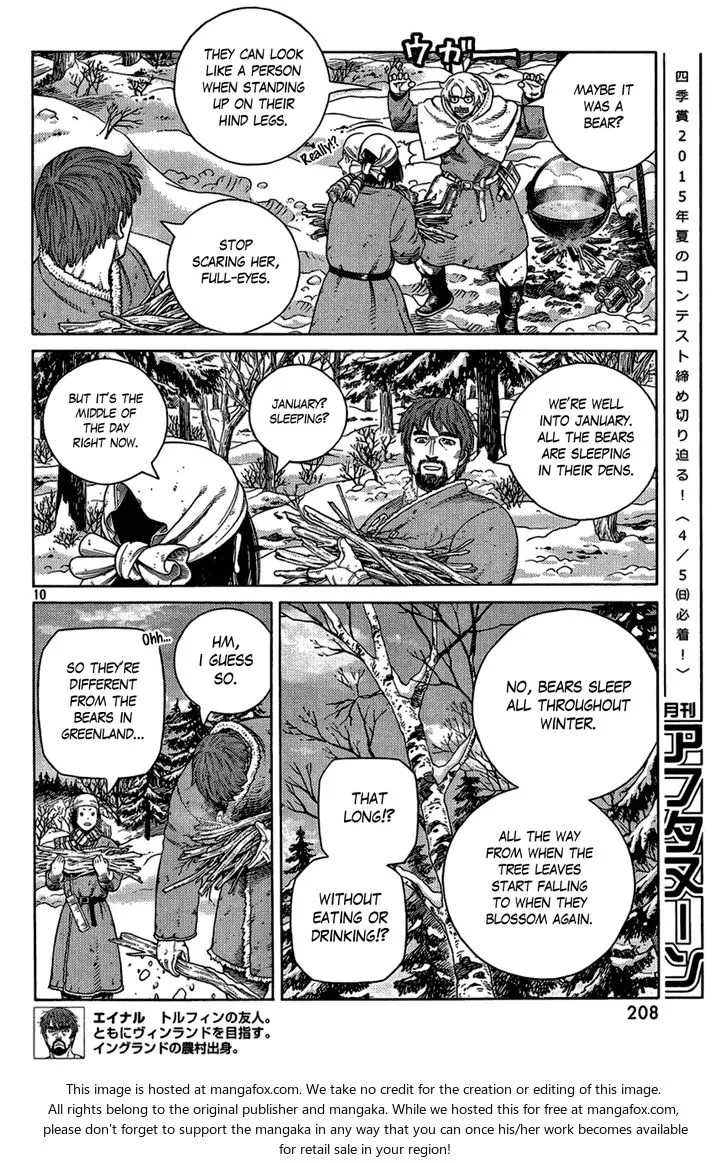 ウガー
MAYBE IT
WAS A
BEAR?
THEY CAN LOOK
LIKE A PERSON
WHEN STANDING
UP ON THEIR
HIND LEGS.
Really!?
STOP
SCARING HER,
FULL-EYES.
WE'RE WELL
INTO JANUARY.
ALL THE BEARS
ARE SLEEPING
IN THEIR DENS.
JANUARY?
SLEEPING?
BUT IT'S THE
MIDDLE OF
THE DAY
RIGHT NOW.
10
NO, BEARS SLEEP
ALL THROUGHOUT
WINTER.
ALL THE WAY
FROM WHEN THE
TREE LEAVES
START FALLING
TO WHEN THEY
BLOSSOM AGAIN.
THAT
LONG!?
WITHOUT
EATING OR
DRINKING!?
HM,
I GUESS
SO.
Ohh...
SO THEY'RE
DIFFERENT
FROM THE
BEARS IN
GREENLAND...
四季賞2015年夏のコンテスト締め切り迫る!〈4/5㊐必着!〉
月刊
アフタヌーン
208
エイナル トルフィンの友人。
ともにヴィンランドを目指す。
イングランドの農村出身。
This image is hosted at mangafox.com. We take no credit for the creation or editing of this image.
All rights belong to the original publisher and mangaka. While we hosted this for free at mangafox.com,
please don't forget to support the mangaka in any way that you can once his/her work becomes available
for retail sale in your region!